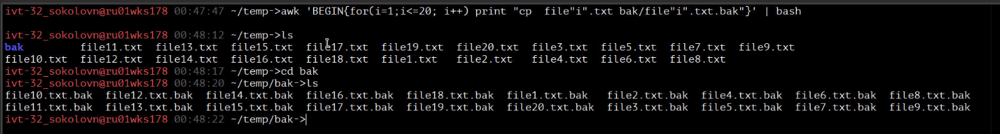 ivt-32_sokolovn@ru01wks178 00:47:47 ~/temp->awk 'BEGIN{for(i=1;i<=20; i++) print "cp  file"i".txt bak/file"i".txt.bak"}' | bash
ivt-32_sokolovn@ru01wks178 00:48:12 ~/temp->ls
bak        file11.txt  file13.txt  file15.txt  file17.txt  file19.txt  file20.txt  file3.txt  file5.txt  file7.txt  file9.txt
file10.txt  file12.txt  file14.txt  file16.txt  file18.txt  file1.txt   file2.txt   file4.txt  file6.txt  file8.txt
ivt-32_sokolovn@ru01wks178 00:48:17 ~/temp->cd bak
ivt-32_sokolovn@ru01wks178 00:48:20 ~/temp/bak->ls
file10.txt.bak  file12.txt.bak  file14.txt.bak  file16.txt.bak  file18.txt.bak  file1.txt.bak   file2.txt.bak  file4.txt.bak  file6.txt.bak  file8.txt.bak
file11.txt.bak  file13.txt.bak  file15.txt.bak  file17.txt.bak  file19.txt.bak  file20.txt.bak  file3.txt.bak  file5.txt.bak  file7.txt.bak  file9.txt.bak
ivt-32_sokolovn@ru01wks178 00:48:22 ~/temp/bak->